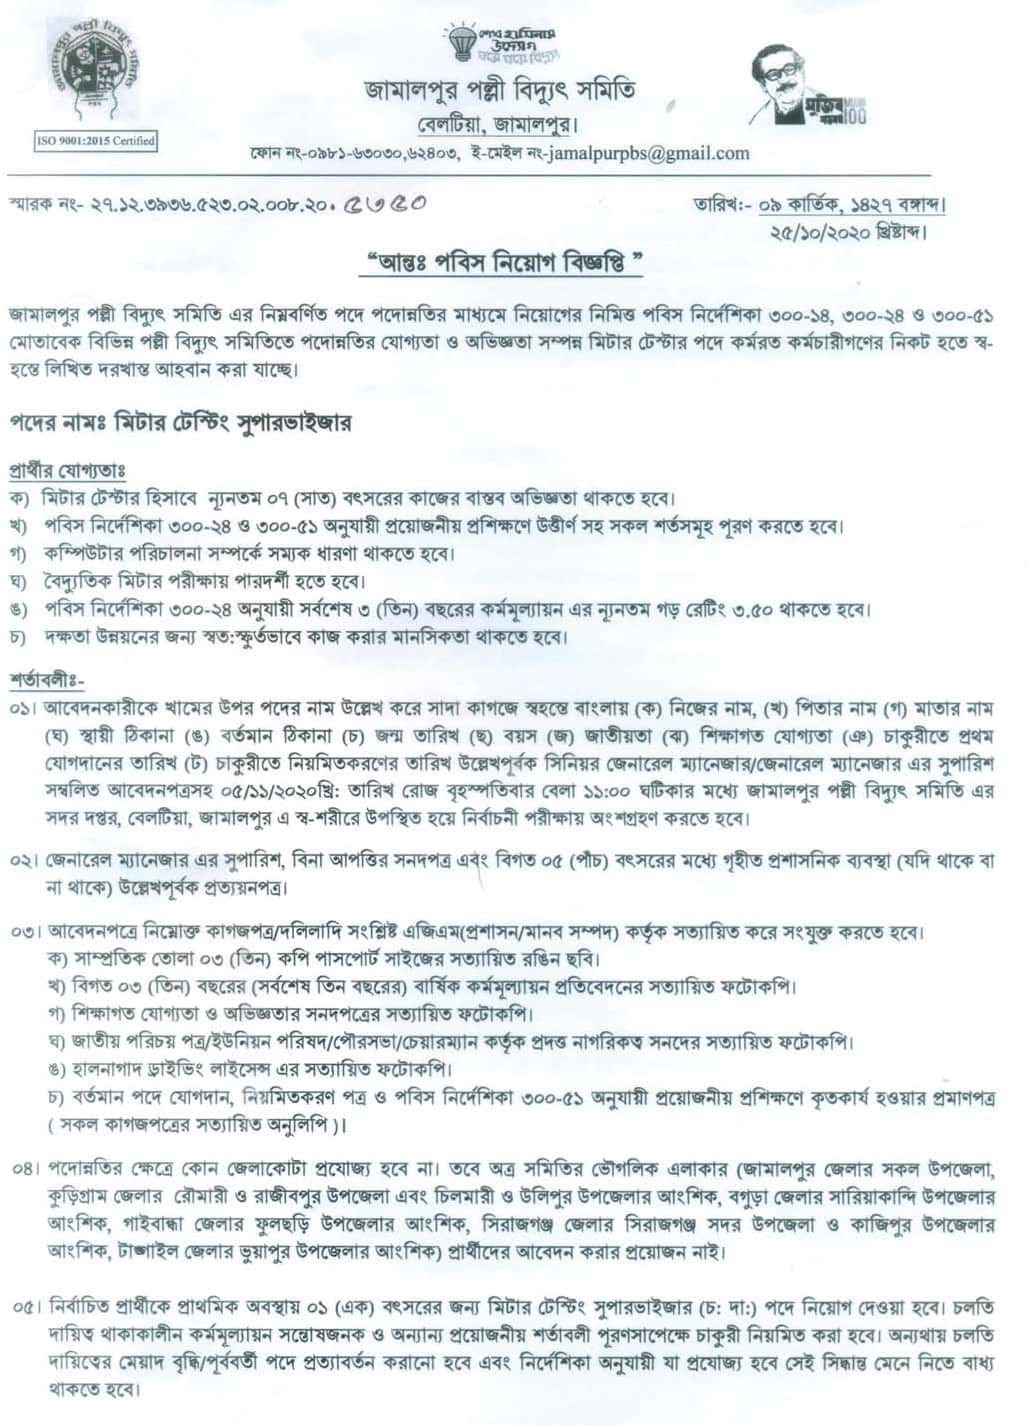 জামালপুর পল্লী বিদ্যুৎ সমিতি
শেখ হাসিনার
উদ্যোগ
ঘরে ঘরে বিদ্যুৎ
জামালপুর পল্লী বিদ্যুৎ সমিতি
বেলটিয়া, জামালপুর।
ফোন নং-০৯৮১-৬৩০৩০,৬২৪০৩, ই-মেইল নং-jamalpurpbs@gmail.com
ISO 9001:2015 Certified
মুজিব
100
স্মারক নং- ২৭.১২.৩৯৩৬.৫২৩.০২.০০৮.২০. ৫৭৫০
তারিখ:- ০৯ কার্তিক, ১৪২৭ বঙ্গাব্দ।
২৫/১০/২০২০ খ্রিষ্টাব্দ।
“আন্তঃ পবিস নিয়োগ বিজ্ঞপ্তি ”
জামালপুর পল্লী বিদ্যুৎ সমিতি এর নিম্নবর্ণিত পদে পদোন্নতির মাধ্যমে নিয়োগের নিমিত্ত পবিস নির্দেশিকা ৩০০-১৪, ৩০০-২৪ ও ৩০০-৫১
মোতাবেক বিভিন্ন পল্লী বিদ্যুৎ সমিতিতে পদোন্নতির যোগ্যতা ও অভিজ্ঞতা সম্পন্ন মিটার টেস্টার পদে কর্মরত কর্মচারীগণের নিকট হতে স্ব-
হস্তে লিখিত দরখাস্ত আহবান করা যাচ্ছে।
পদের নামঃ মিটার টেস্টিং সুপারভাইজার
প্রার্থীর যোগ্যতাঃ
ক) মিটার টেস্টার হিসাবে ন্যূনতম ০৭ (সাত) বৎসরের কাজের বাস্তব অভিজ্ঞতা থাকতে হবে।
খ) পবিস নির্দেশিকা ৩০০-২৪ ও ৩০০-৫১ অনুযায়ী প্রয়োজনীয় প্রশিক্ষণে উত্তীর্ণ সহ সকল শর্তসমূহ পূরণ করতে হবে।
গ) কম্পিউটার পরিচালনা সম্পর্কে সম্যক ধারণা থাকতে হবে।
ঘ) বৈদ্যুতিক মিটার পরীক্ষায় পারদর্শী হতে হবে।
ঙ) পবিস নির্দেশিকা ৩০০-২৪ অনুযায়ী সর্বশেষ ৩ (তিন) বছরের কর্মমূল্যায়ন এর ন্যূনতম গড় রেটিং ৩.৫০ থাকতে হবে।
চ) দক্ষতা উন্নয়নের জন্য স্বত:স্ফুর্তভাবে কাজ করার মানসিকতা থাকতে হবে।
শর্তাবলীঃ-
০১। আবেদনকারীকে খামের উপর পদের নাম উল্লেখ করে সাদা কাগজে স্বহস্তে বাংলায় (ক) নিজের নাম, (খ) পিতার নাম (গ) মাতার নাম
(ঘ) স্থায়ী ঠিকানা (ঙ) বর্তমান ঠিকানা (চ) জন্ম তারিখ (ছ) বয়স (জ) জাতীয়তা (ঝ) শিক্ষাগত যোগ্যতা (ঞ) চাকুরীতে প্রথম
যোগদানের তারিখ (ট) চাকুরীতে নিয়মিতকরণের তারিখ উল্লেখপূর্বক সিনিয়র জেনারেল ম্যানেজার/জেনারেল ম্যানেজার এর সুপারিশ
সম্বলিত আবেদনপত্রসহ ০৫/১১/২০২০খ্রি: তারিখ রোজ বৃহস্পতিবার বেলা ১১:০০ ঘটিকার মধ্যে জামালপুর পল্লী বিদ্যুৎ সমিতি এর
সদর দপ্তর, বেলটিয়া, জামালপুর এ স্ব-শরীরে উপস্থিত হয়ে নির্বাচনী পরীক্ষায় অংশগ্রহণ করতে হবে।
০২। জেনারেল ম্যানেজার এর সুপারিশ, বিনা আপত্তির সনদপত্র এবং বিগত ০৫ (পাঁচ) বৎসরের মধ্যে গৃহীত প্রশাসনিক ব্যবস্থা (যদি থাকে বা
না থাকে) উল্লেখপূর্বক প্রত্যয়নপত্র।
০৩। আবেদনপত্রে নিম্নোক্ত কাগজপত্র/দলিলাদি সংশ্লিষ্ট এজিএম(প্রশাসন/মানব সম্পদ) কর্তৃক সত্যায়িত করে সংযুক্ত করতে হবে।
ক) সাম্প্রতিক তোলা ০৩ (তিন) কপি পাসপোর্ট সাইজের সত্যায়িত রঙিন ছবি।
খ) বিগত ০৩ (তিন) বছরের (সর্বশেষ তিন বছরের) বার্ষিক কর্মমূল্যায়ন প্রতিবেদনের সত্যায়িত ফটোকপি।
গ) শিক্ষাগত যোগ্যতা ও অভিজ্ঞতার সনদপত্রের সত্যায়িত ফটোকপি।
ঘ) জাতীয় পরিচয় পত্র/ইউনিয়ন পরিষদ/পৌরসভা/চেয়ারম্যান কর্তৃক প্রদত্ত নাগরিকত্ব সনদের সত্যায়িত ফটোকপি।
ঙ) হালনাগাদ ড্রাইভিং লাইসেন্স এর সত্যায়িত ফটোকপি।
চ) বর্তমান পদে যোগদান, নিয়মিতকরণ পত্র ও পবিস নির্দেশিকা ৩০০-৫১ অনুযায়ী প্রয়োজনীয় প্রশিক্ষণে কৃতকার্য হওয়ার প্রমাণপত্র
( সকল কাগজপত্রের সত্যায়িত অনুলিপি )।
০৪। পদোন্নতির ক্ষেত্রে কোন জেলাকোটা প্রযোজ্য হবে না। তবে অত্র সমিতির ভৌগলিক এলাকার (জামালপুর জেলার সকল উপজেলা,
কুড়িগ্রাম জেলার রৌমারী ও রাজীবপুর উপজেলা এবং চিলমারী ও উলিপুর উপজেলার আংশিক, বগুড়া জেলার সারিয়াকান্দি উপজেলার
আংশিক, গাইবান্ধা জেলার ফুলছড়ি উপজেলার আংশিক, সিরাজগঞ্জ জেলার সিরাজগঞ্জ সদর উপজেলা ও কাজিপুর উপজেলার
আংশিক, টাঙ্গাইল জেলার ভুয়াপুর উপজেলার আংশিক) প্রার্থীদের আবেদন করার প্রয়োজন নাই।
০৫। নির্বাচিত প্রার্থীকে প্রাথমিক অবস্থায় ০১ (এক) বৎসরের জন্য মিটার টেস্টিং সুপারভাইজার (চ: দা:) পদে নিয়োগ দেওয়া হবে। চলতি
দায়িত্ব থাকাকালীন কর্মমূল্যায়ন সন্তোষজনক ও অন্যান্য প্রয়োজনীয় শর্তাবলী পূরণসাপেক্ষে চাকুরী নিয়মিত করা হবে। অন্যথায় চলতি
দায়িত্বের মেয়াদ বৃদ্ধি/পূর্ববর্তী পদে প্রত্যাবর্তন করানো হবে এবং নির্দেশিকা অনুযায়ী যা প্রযোজ্য হবে সেই সিদ্ধান্ত মেনে নিতে বাধ্য
থাকতে হবে।